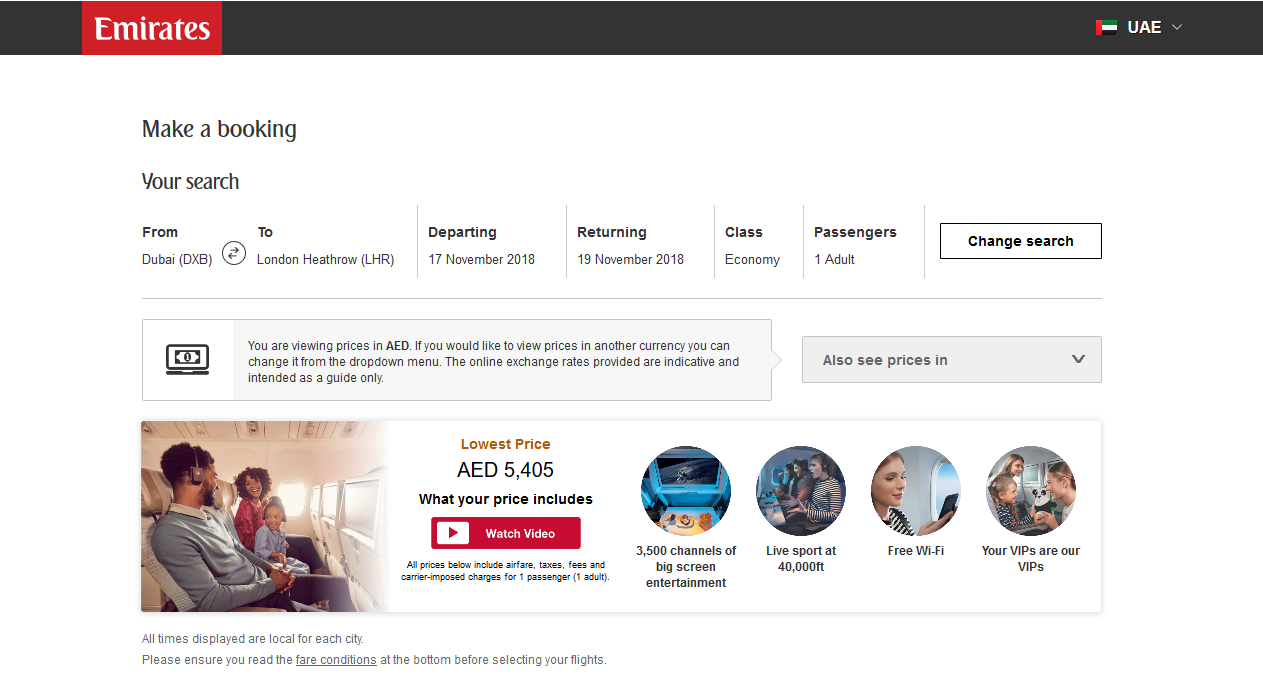 Emirates
UAE
Make a booking
Your search
From
To
Departing
Returning
Class
Passengers
Change search
Dubai (DXB)
London Heathrow (LHR)
17 November 2018
19 November 2018
Economy
1 Adult
You are viewing prices in AED. If you would like to view prices in another currency you can
change it from the dropdown menu. The online exchange rates provided are indicative and
intended as a guide only.
Also see prices in
Lowest Price
AED 5,405
What your price includes
Watch Video
All prices below include airfare, taxes, fees and
carrier-imposed charges for 1 passenger (1 adult).
3,500 channels of
big screen
entertainment
Live sport at
40,000ft
Free Wi-Fi
Your VIPs are our
VIPs
All times displayed are local for each city.
Please ensure you read the fare conditions at the bottom before selecting your flights.